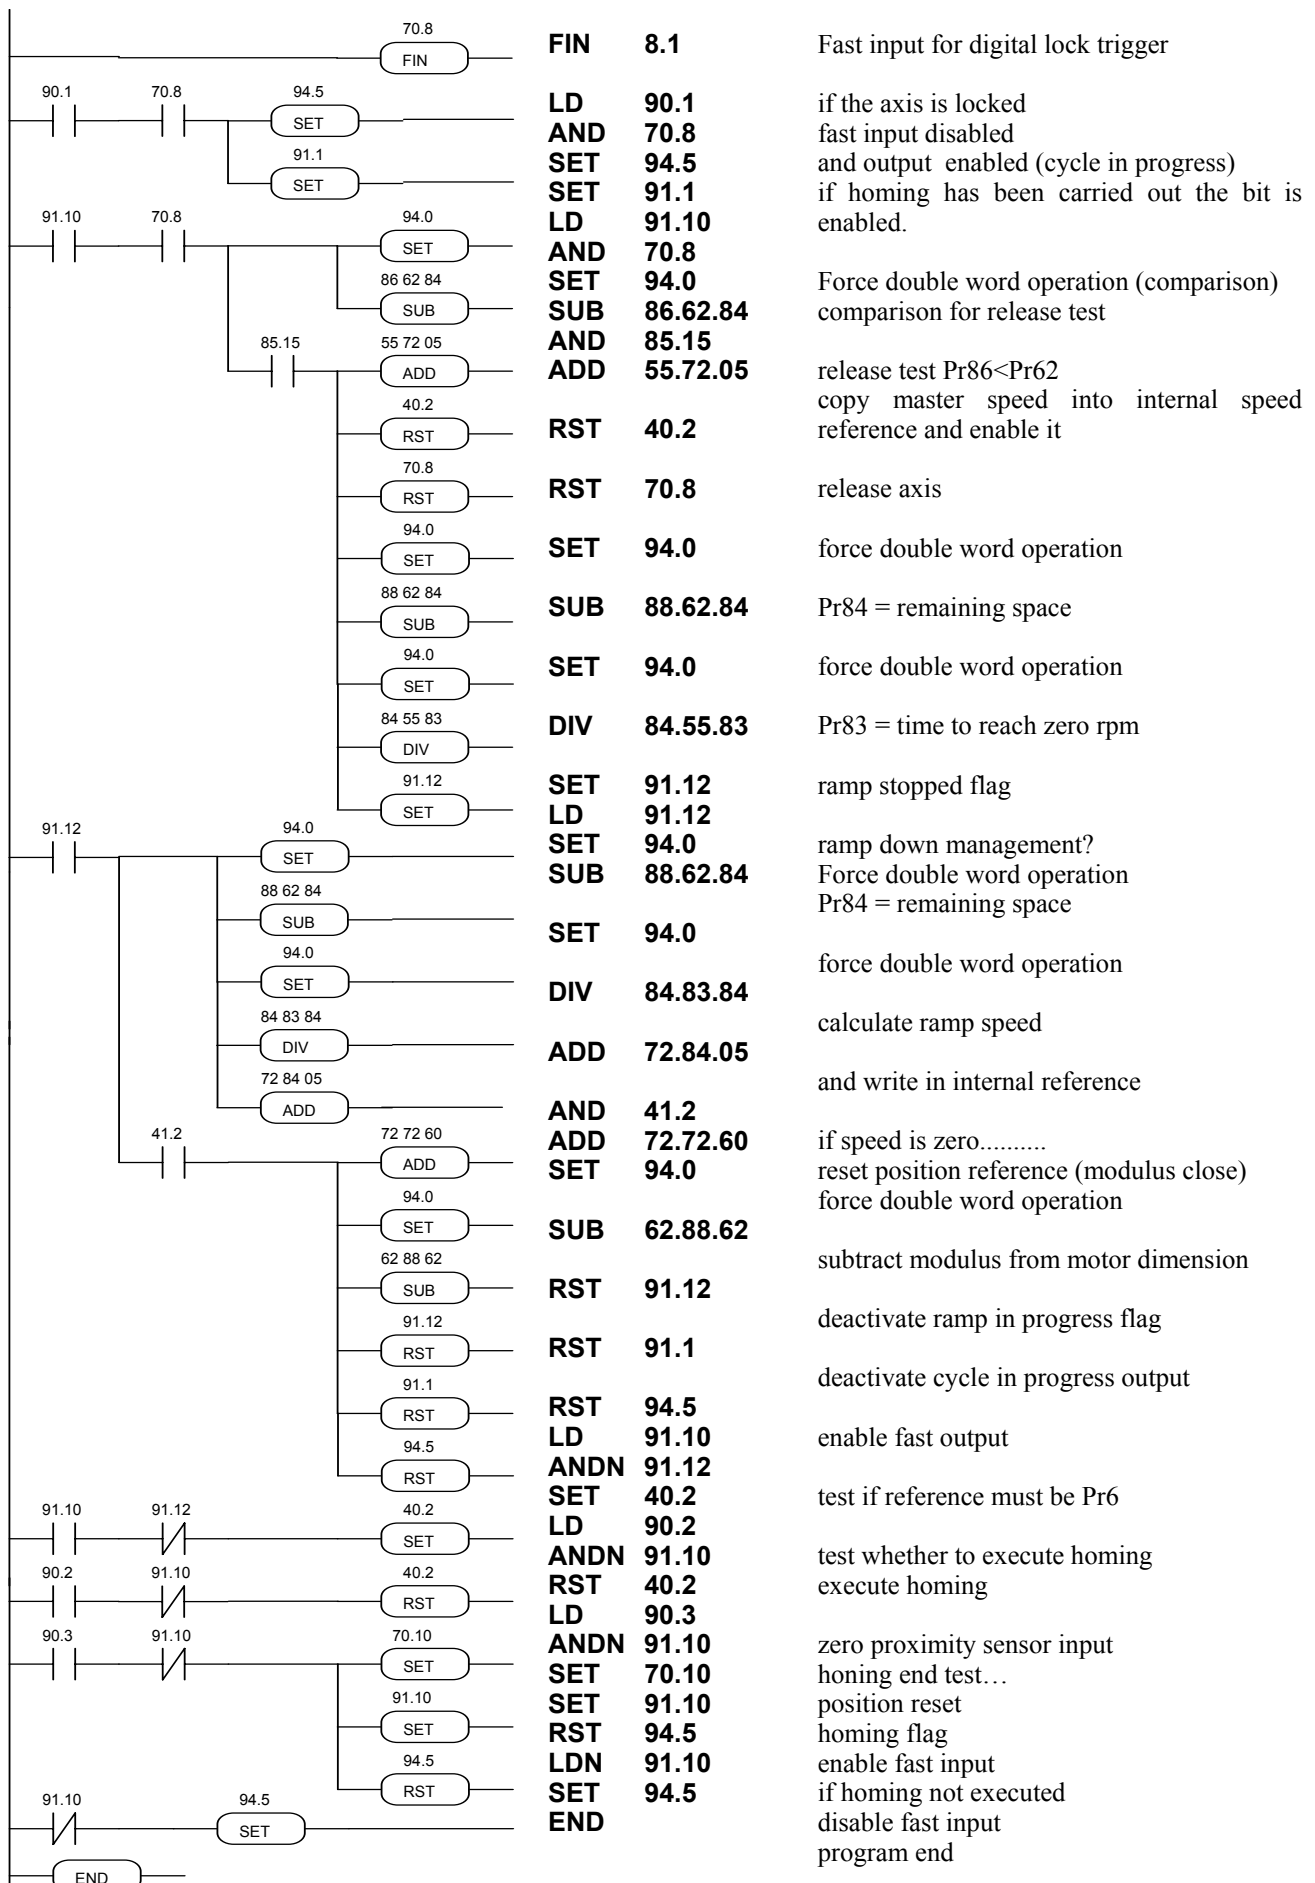 70.8
FIN
FIN 8.1 Fast input for digital lock trigger
90.1 70.8 94.5
SET
LD 90.1 if the axis is locked
AND 70.8 fast input disabled
91.1
SET 94.5 and output enabled (cycle in progress)
SET
SET 91.1 if homing has been carried out the bit is
91.10 70.8 94.0
LD 91.10 enabled.
SET
AND 70.8
86 62 84
SET 94.0 Force double word operation (comparison)
SUB
SUB 86.62.84 comparison for release test
85.15 55 72 05
AND 85.15
ADD
ADD 55.72.05 release test Pr86<Pr62
40.2
copy master speed into internal speed
RST
RST 40.2 reference and enable it
70.8
RST
RST 70.8 release axis
94.0
SET
SET 94.0 force double word operation
88 62 84
SUB
SUB 88.62.84 Pr84 = remaining space
94.0
SET
SET 94.0 force double word operation
84 55 83
DIV
DIV 84.55.83 Pr83 = time to reach zero rpm
91.12
SET
SET 91.12 ramp stopped flag
LD 91.12
91.12 94.0
SET
SET 94.0 ramp down management?
SUB 88.62.84 Force double word operation
88 62 84
Pr84 = remaining space
SUB
SET 94.0
94.0
SET
force double word operation
DIV 84.83.84
84 83 84
calculate ramp speed
DIV
ADD 72.84.05
72 84 05
and write in internal reference
ADD
AND 41.2
41.2 72 72 60
ADD 72.72.60 if speed is zero..........
ADD
SET 94.0 reset position reference (modulus close)
94.0
force double word operation
SET
SUB 62.88.62
62 88 62
subtract modulus from motor dimension
SUB
RST 91.12
91.12
deactivate ramp in progress flag
RST
RST 91.1
91.1
deactivate cycle in progress output
RST
RST 94.5
94.5
LD 91.10 enable fast output
RST
ANDN 91.12
SET 40.2 test if reference must be Pr6
91.10 91.12 40.2
LD 90.2
SET
ANDN 91.10 test whether to execute homing
90.2 91.10 40.2
RST 40.2 execute homing
RST
LD 90.3
90.3 91.10 70.10
ANDN 91.10 zero proximity sensor input
SET
SET 70.10 honing end test…
91.10
SET 91.10 position reset
SET
RST 94.5 homing flag
94.5
LDN 91.10 enable fast input
RST
SET 94.5 if homing not executed
91.10 94.5
END disable fast input
SET
program end
END